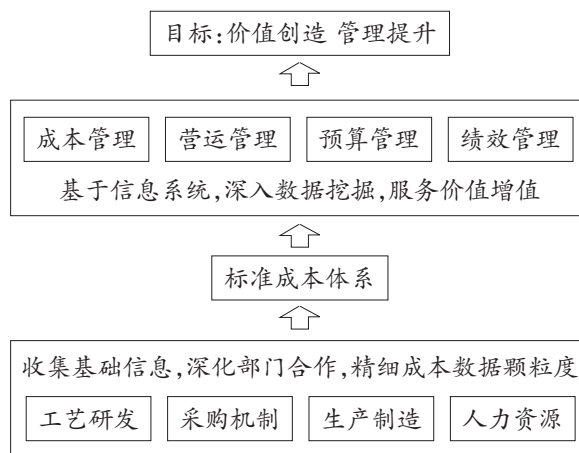 目标:价值创造 管理提升
成本管理 营运管理 预算管理 绩效管理
基于信息系统,深入数据挖掘,服务价值增值
标准成本体系
收集基础信息,深化部门合作,精细成本数据颗粒度
工艺研发 采购机制 生产制造 人力资源